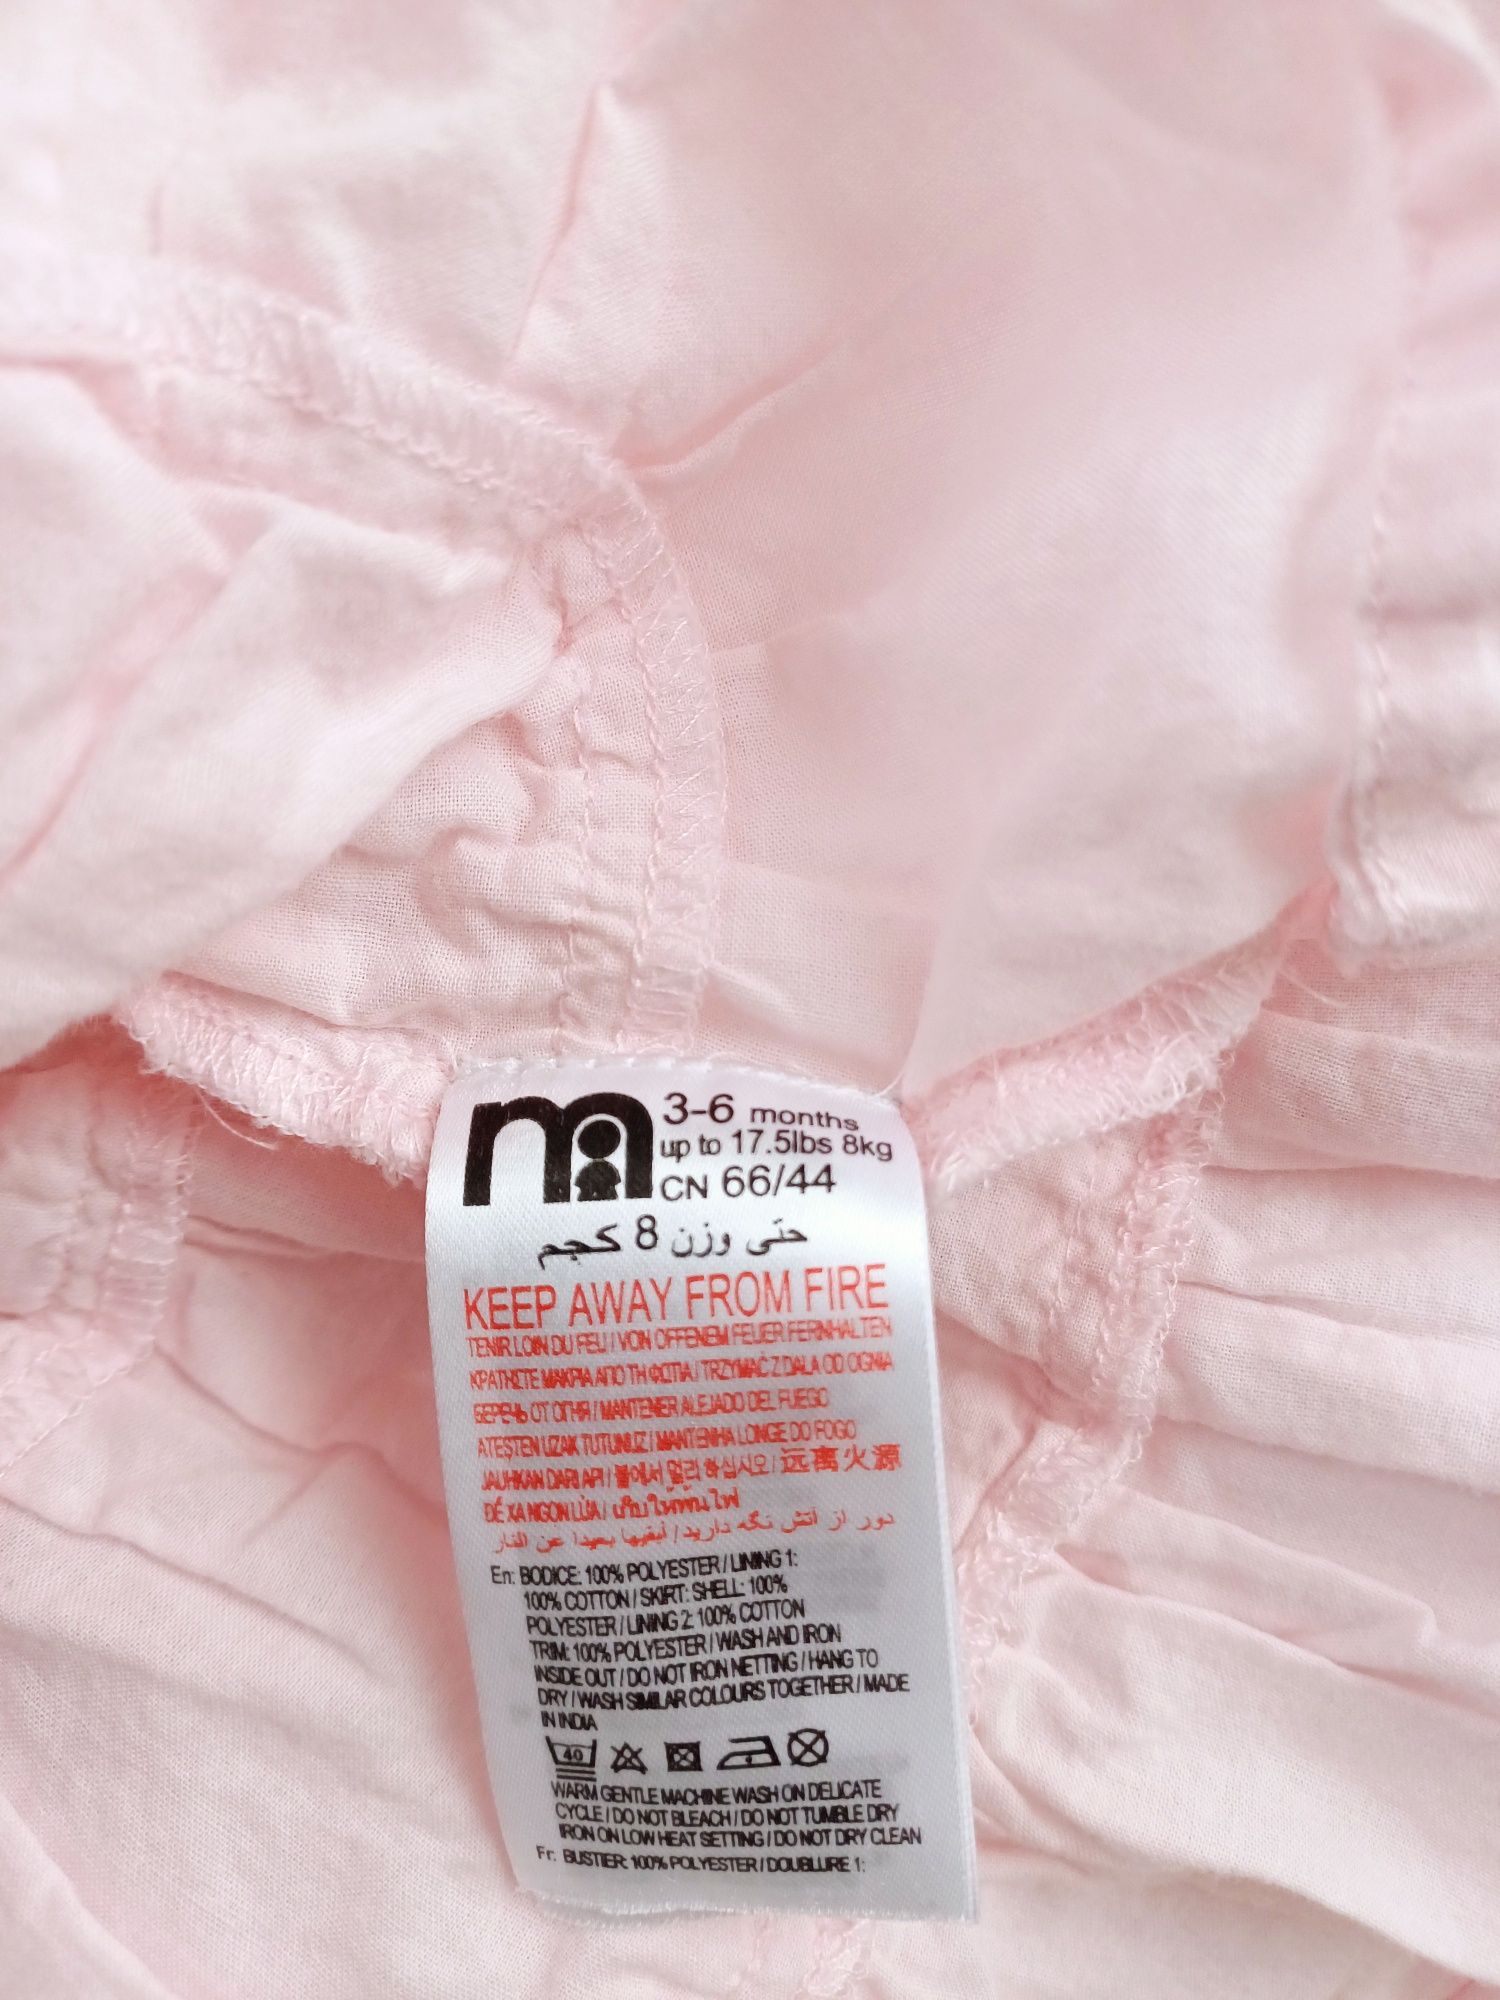 m
3-6 months
up to 17.5lbs 8kg
CN 66/44
حتّى وزن 8 كجم
KEEP AWAY FROM FIRE
TENIR LOIN DU FEU / VON OFFENEM FEUER FERNHALTEN
ΚΡΑΤΗΣΤΕ ΜΑΚΡΙΑ ΑΠΟ ΤΗ ΦΩΤΙΑ / TRZYMAĆ Z DALA OD OGNIA
БЕРЕЧЬ ОТ ОГНЯ / MANTENER ALEJADO DEL FUEGO
ATEŞTEN UZAK TUTUNUZ / MANTENHA LONGE DO FOGO
JAUHKAN DARI API / 불에서 멀리 하십시오 / 远离火源
ĐỂ XA NGỌN LỬA / เก็บให้พ้นไฟ
دور از آتش نگه دارید / أبقيها بعيدا عن النار
En: BODICE: 100% POLYESTER / LINING 1:
100% COTTON / SKIRT: SHELL: 100%
POLYESTER / LINING 2: 100% COTTON
TRIM: 100% POLYESTER / WASH AND IRON
INSIDE OUT / DO NOT IRON NETTING / HANG TO
DRY / WASH SIMILAR COLOURS TOGETHER / MADE
IN INDIA
40
WARM GENTLE MACHINE WASH ON DELICATE
CYCLE / DO NOT BLEACH / DO NOT TUMBLE DRY
IRON ON LOW HEAT SETTING / DO NOT DRY CLEAN
Fr: BUSTIER: 100% POLYESTER / DOUBLURE 1: